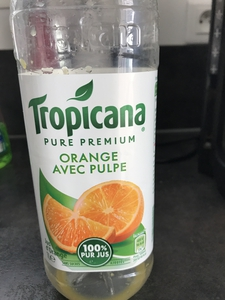 Tropicana
PURE PREMIUM
ORANGE
AVEC PULPE
100%
PUR JUS